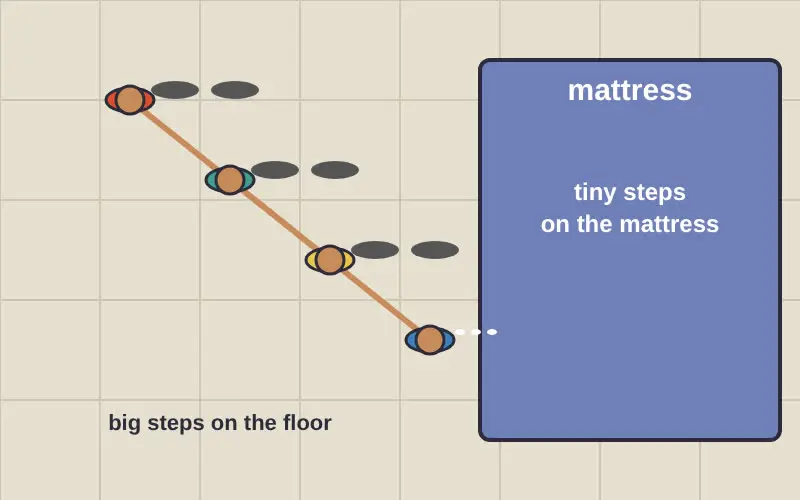 mattress
tiny steps
on the mattress
big steps on the floor